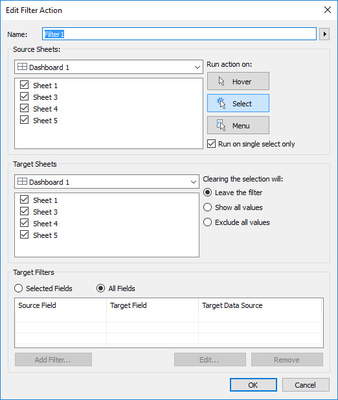 Edit Filter Action
Name: Filter1
Source Sheets:
Dashboard 1
Sheet 1
Sheet 3
Sheet 4
Sheet 5
Run action on:
Hover
Select
Menu
Run on single select only
Target Sheets
Dashboard 1
Sheet 1
Sheet 3
Sheet 4
Sheet 5
Clearing the selection will:
Leave the filter
Show all values
Exclude all values
Target Filters
Selected Fields All Fields
Source Field Target Field Target Data Source
Add Filter... Edit... Remove
OK Cancel